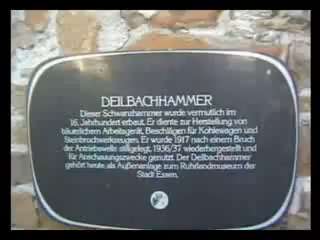 DEILBACHHAMMER
Dieser Schwanzhammer wurde vermutlich im
16. Jahrhundert erbaut. Er diente zur Herstellung von
bäuerlichem Arbeitsgerät, Beschlägen für Kohlewagen und
Steinbruchwerkzeugen. Er wurde 1917 nach einem Bruch
der Antriebswelle stillgelegt, 1936/37 wiederhergestellt und
für Anschauungszwecke genutzt. Der Deilbachhammer
gehört heute als Außenanlage zum Ruhrlandmuseum der
Stadt Essen.